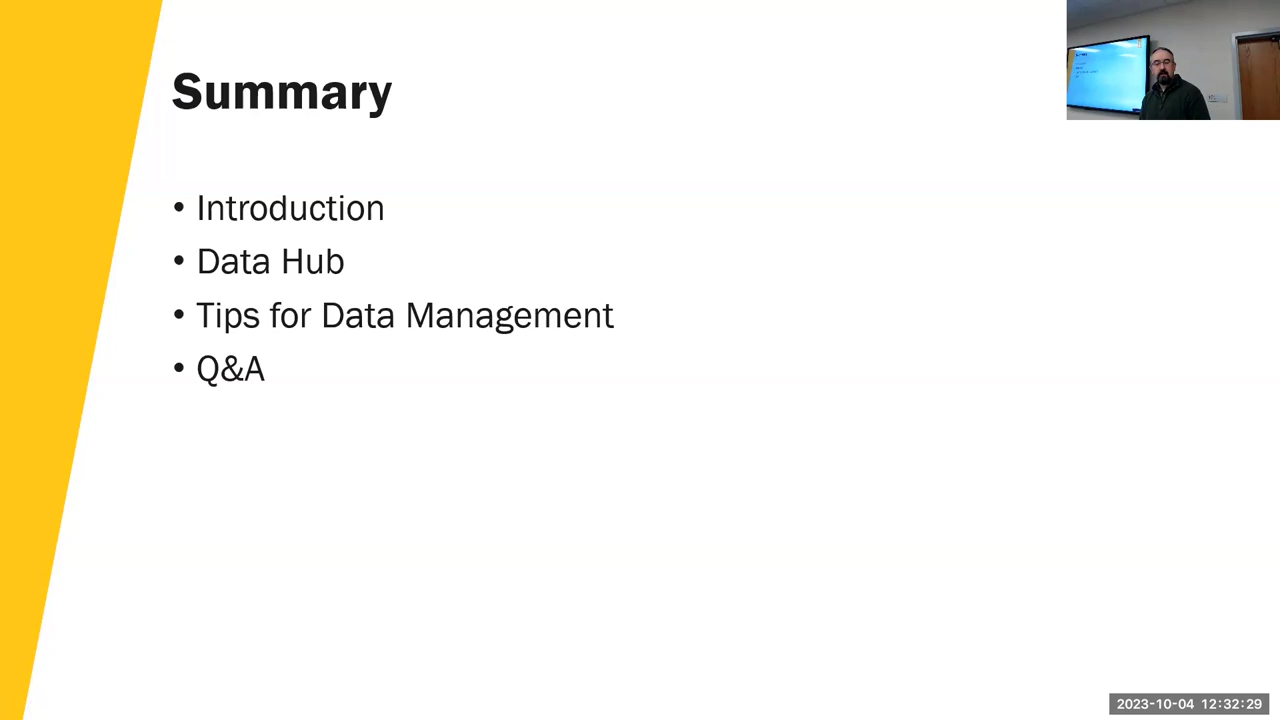 Summary
• Introduction
• Data Hub
• Tips for Data Management
• Q&A
2023-10-04 12:32:29